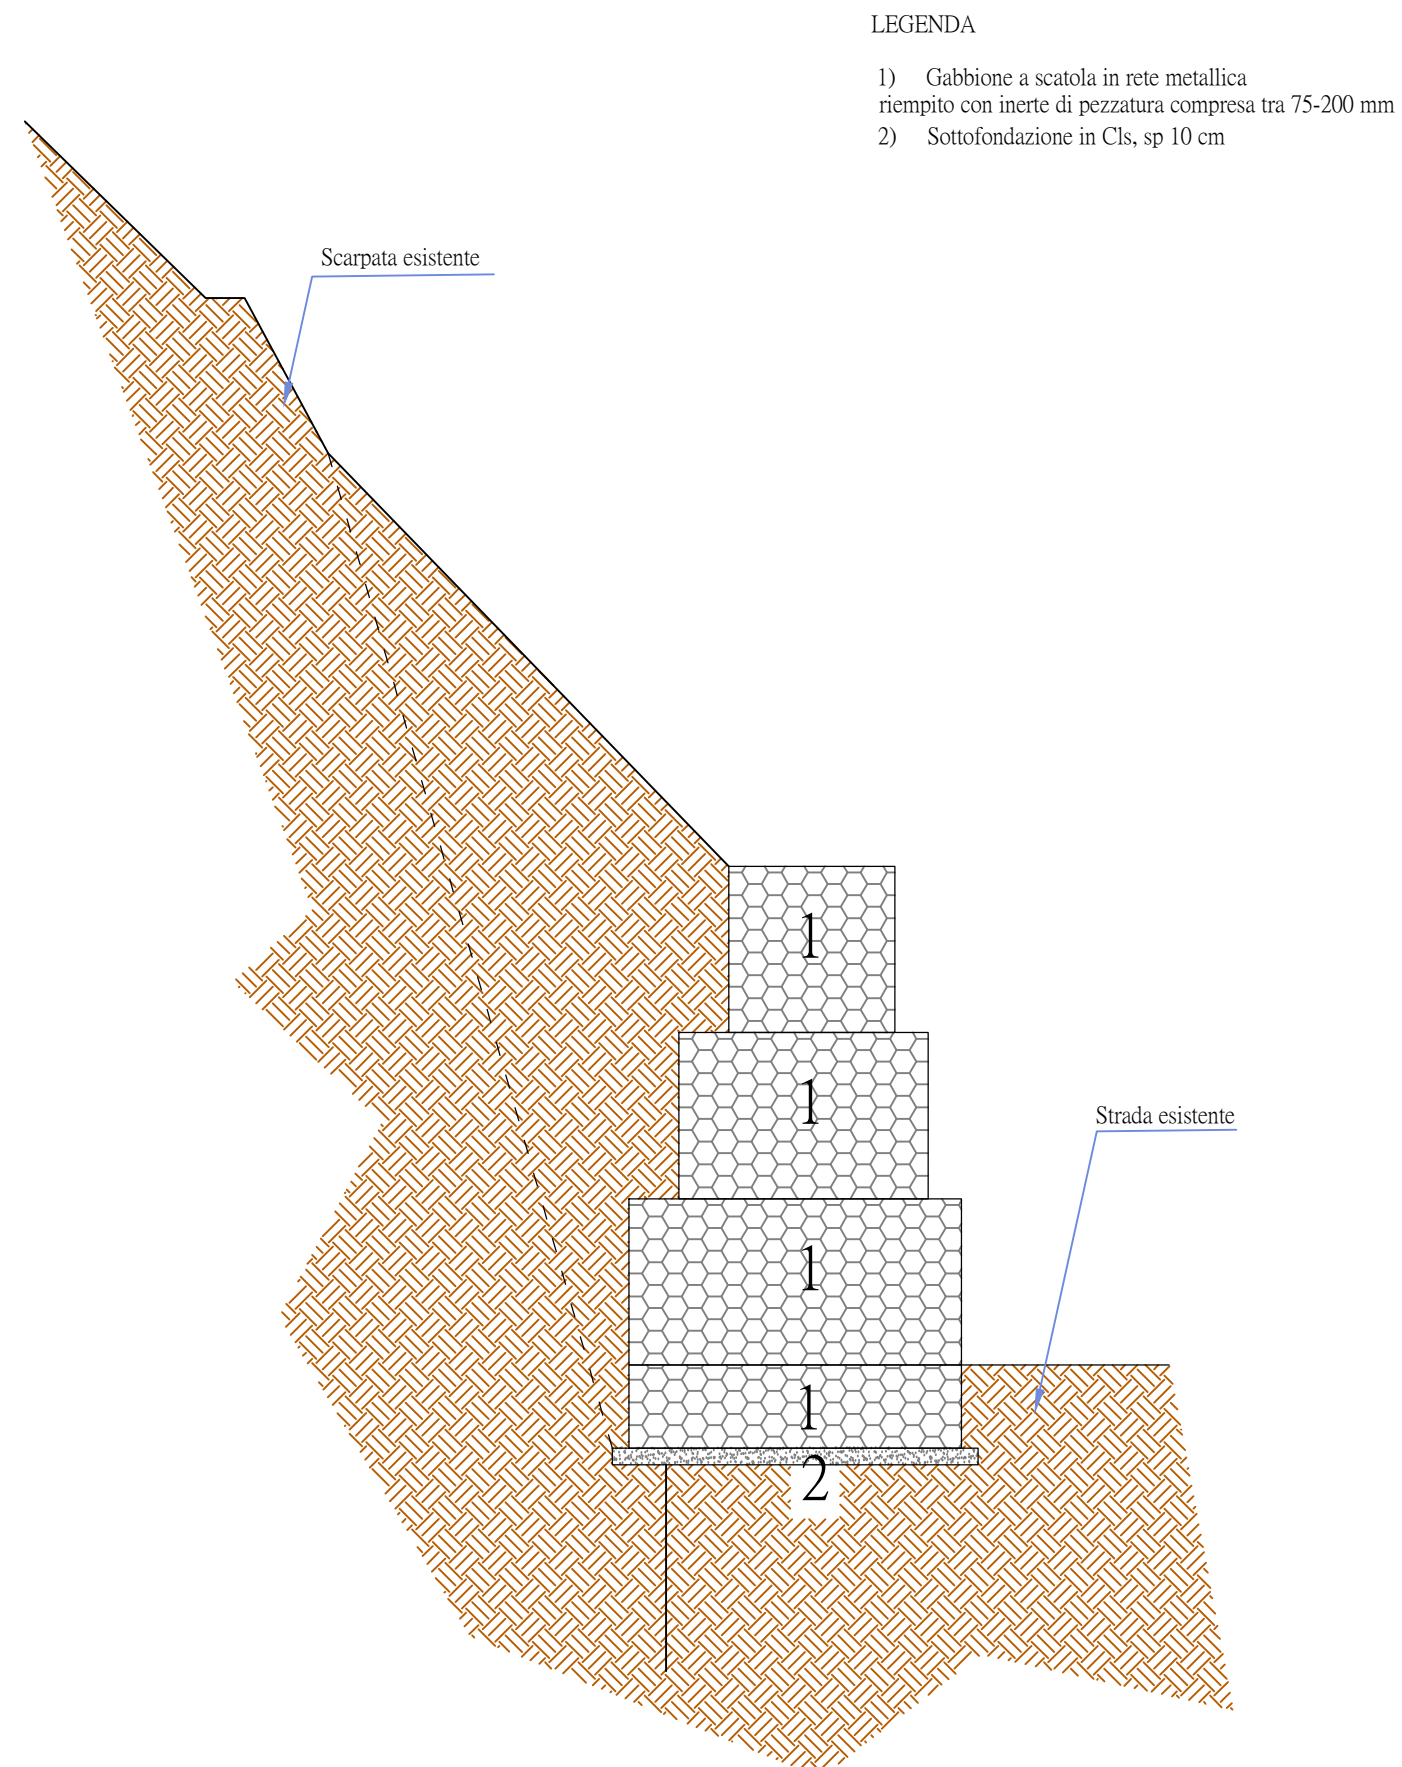 LEGENDA
1) Gabbione a scatola in rete metallica
riempito con inerte di pezzatura compresa tra 75-200 mm
2) Sottofondazione in Cls, sp 10 cm
Scarpata esistente
1
1
Strada esistente
1
1
2